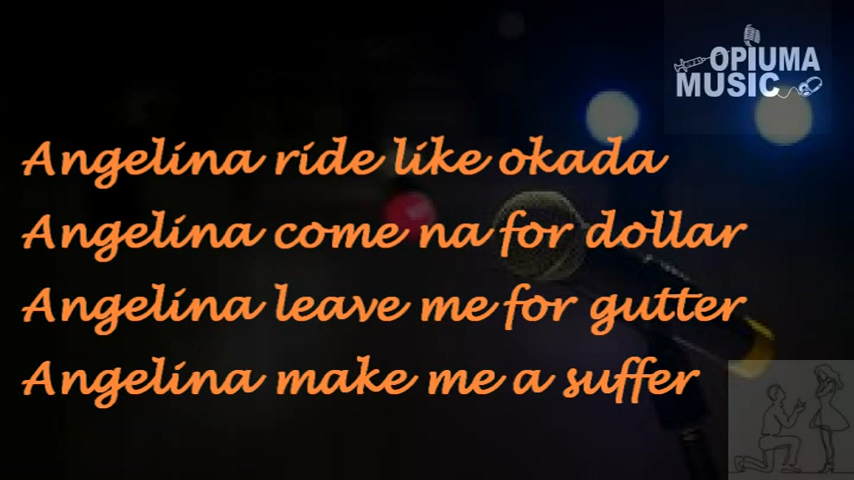 OPIUMA
MUSIC
Angelina ride like okada
Angelina come na for dollar
Angelina leave me for gutter
Angelina make me a suffer